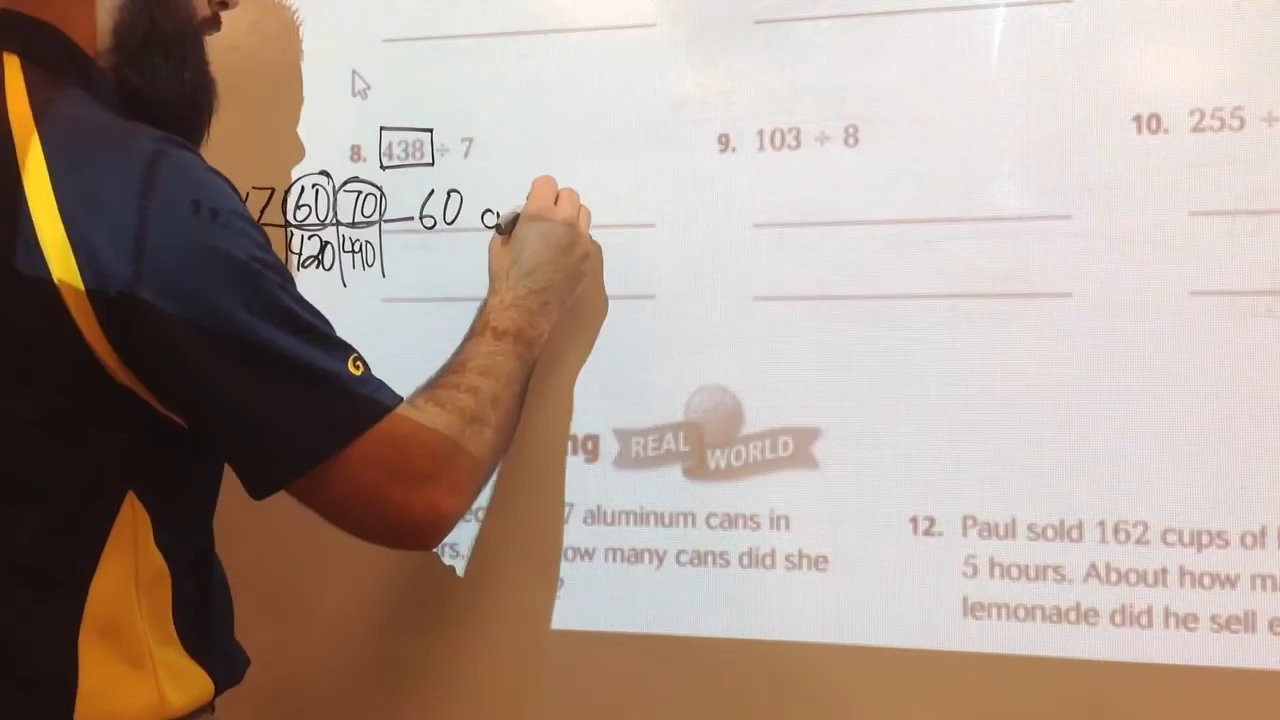 8. 438 ÷ 7
9. 103 ÷ 8
10. 255 ÷
7 60 70 60
420 490
REAL WORLD
7 aluminum cans in
how many cans did she
?
12. Paul sold 162 cups of
5 hours. About how
lemonade did he sell